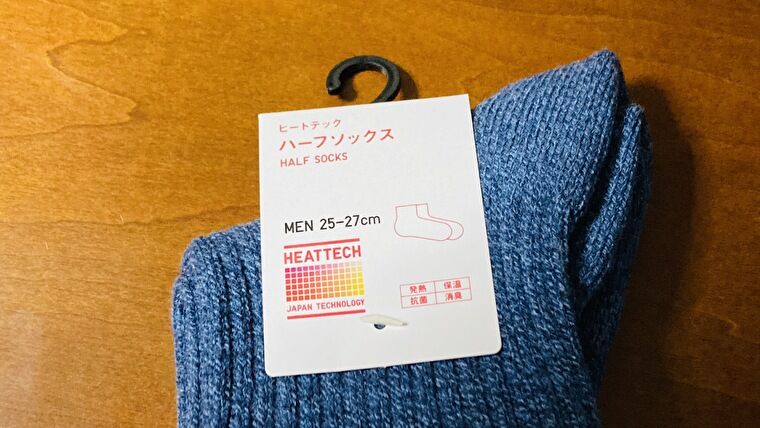 ヒートテック
ハーフソックス
HALF SOCKS
MEN 25-27cm
HEATTECH
JAPAN TECHNOLOGY
発熱 保温
抗菌 消臭